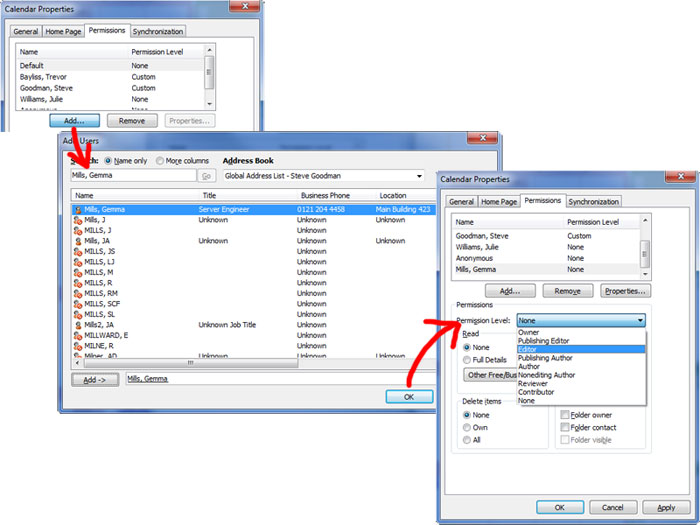 Calendar Properties
General Home Page Permissions Synchronization
Name Permission Level
Default None
Bayliss, Trevor Custom
Goodman, Steve Custom
Williams, Julie None
Add... Remove Properties...
Users
Name only More columns Address Book
Mills, Gemma Go Global Address List - Steve Goodman
Name Title Business Phone Location
Mills, Gemma Server Engineer 0121 204 4458 Main Building 423
Mills, J Unknown Unknown Unknown
MILLS, J Unknown
Mills, JA Unknown Unknown Unknown
MILLS, JS Unknown
MILLS, LJ Unknown
MILLS, M Unknown
MILLS, R Unknown
MILLS, RM Unknown
MILLS, SCF Unknown
MILLS, SL Unknown
Mills2, JA Unknown Job Title Unknown
MILLWARD, E Unknown
MILNE, R Unknown
Milner, AD Unknown Unknown
Add -> Mills, Gemma
OK
Calendar Properties
General Home Page Permissions Synchronization
Name Permission Level
Goodman, Steve Custom
Williams, Julie None
Anonymous None
Mills, Gemma None
Add... Remove Properties...
Permissions
Permission Level: None
Owner
Publishing Editor
Editor
Publishing Author
Author
Nonediting Author
Reviewer
Contributor
None
Read
None
Full Details
Other Free/Bus
Delete items
None Folder owner
Own Folder contact
All Folder visible
OK Cancel Apply